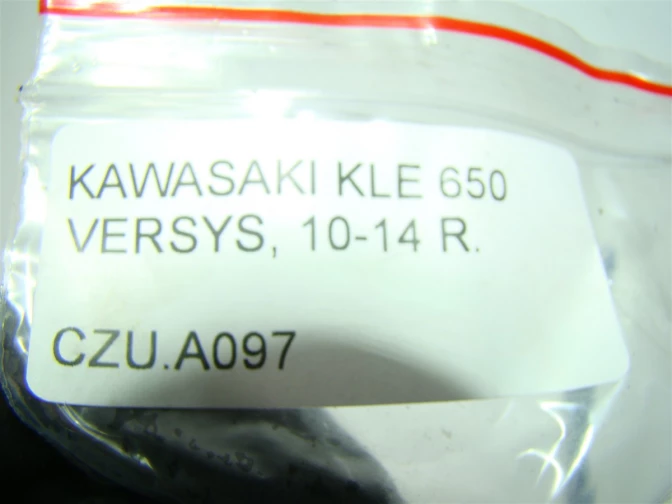 KAWASAKI KLE 650
VERSYS, 10-14 R.
CZU.A097